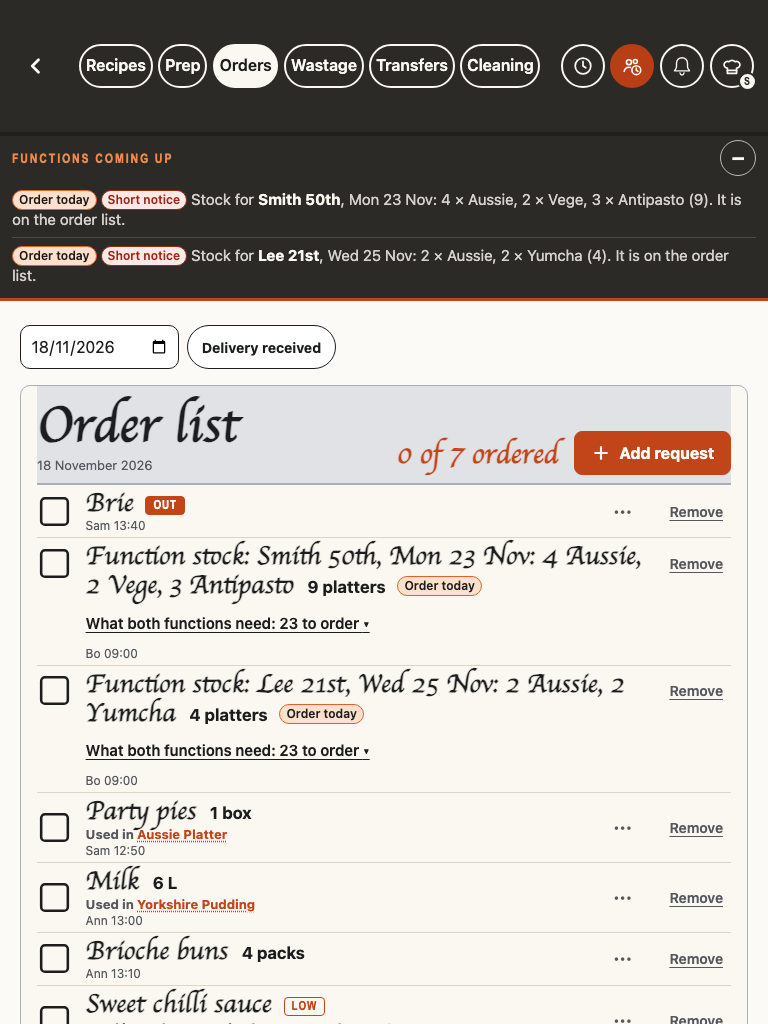 Recipes Prep Orders Wastage Transfers Cleaning S
FUNCTIONS COMING UP
Order today Short notice Stock for Smith 50th, Mon 23 Nov: 4 × Aussie, 2 × Vege, 3 × Antipasto (9). It is
on the order list.
Order today Short notice Stock for Lee 21st, Wed 25 Nov: 2 × Aussie, 2 × Yumcha (4). It is on the order
list.
18/11/2026 Delivery received
Order list
18 November 2026
0 of 7 ordered + Add request
Brie OUT ... Remove
Sam 13:40
Function stock: Smith 50th, Mon 23 Nov: 4 Aussie, Remove
2 Vege, 3 Antipasto 9 platters Order today
What both functions need: 23 to order ▾
Bo 09:00
Function stock: Lee 21st, Wed 25 Nov: 2 Aussie, 2 Remove
Yumcha 4 platters Order today
What both functions need: 23 to order ▾
Bo 09:00
Party pies 1 box ... Remove
Used in Aussie Platter
Sam 12:50
Milk 6 L ... Remove
Used in Yorkshire Pudding
Ann 13:00
Brioche buns 4 packs ... Remove
Ann 13:10
Sweet chilli sauce LOW ... Remove